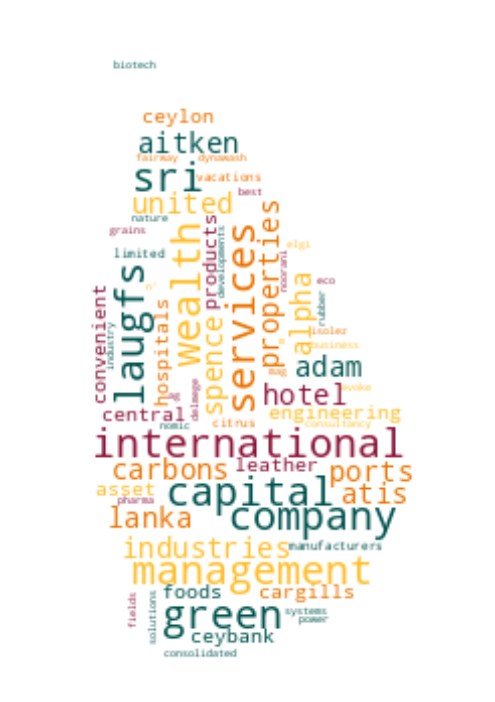 biotech
ceylon
aitken
fairway dynawash
sri vacations
best
united
nature
grains
products
developments
properties
services
wealth
limited
elgi
noorani
eco
laugfs
convenient
industry
n'
hospitals
spence
alpha
rubber
isolez
business
adam
mag
evoke
ag
delmege
hotel
central
engineering
nomic
citrus
consultancy
international
carbons leather ports
asset
pharma
capital atis
lanka company
industries manufacturers
management
foods cargills
fields
solutions
green systems
power
ceybank
consolidated